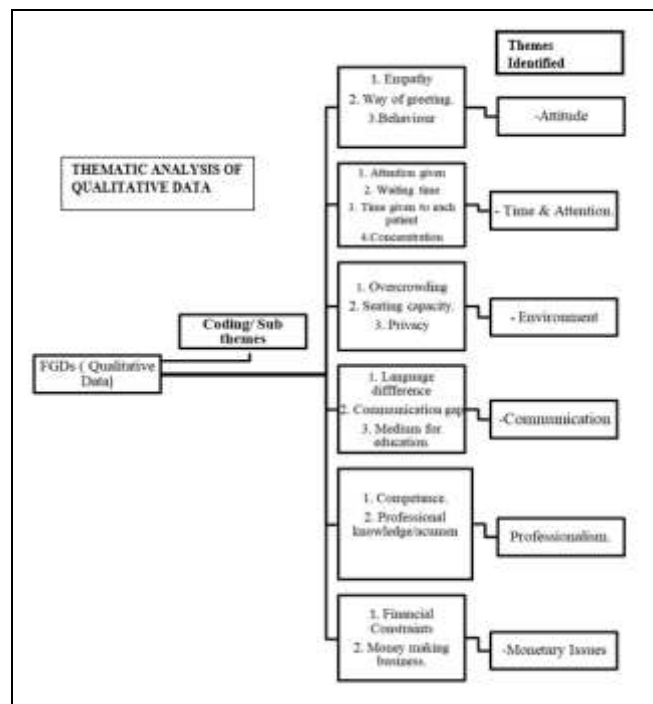 Themes
Identified
1. Empathy
2. Way of greeting.
3.Behaviour
-Attitude
THEMATIC ANALYSIS OF
QUALITATIVE DATA
1. Attention given
2. Waiting time
3. Time given to each
patient
4.Concentration
- Time & Attention.
1. Overcrowding
2. Seating capacity.
3. Privacy
- Environment
Coding/ Sub
themes
FGDs ( Qualitative
Data)
1. Language
diffference
2. Communication gap
3. Medium for
education
-Communication
1. Competance.
2. Professional
knowledge/acumen
Professionalism.
1. Financial
Constraints
2. Money making
business.
-Monetary Issues